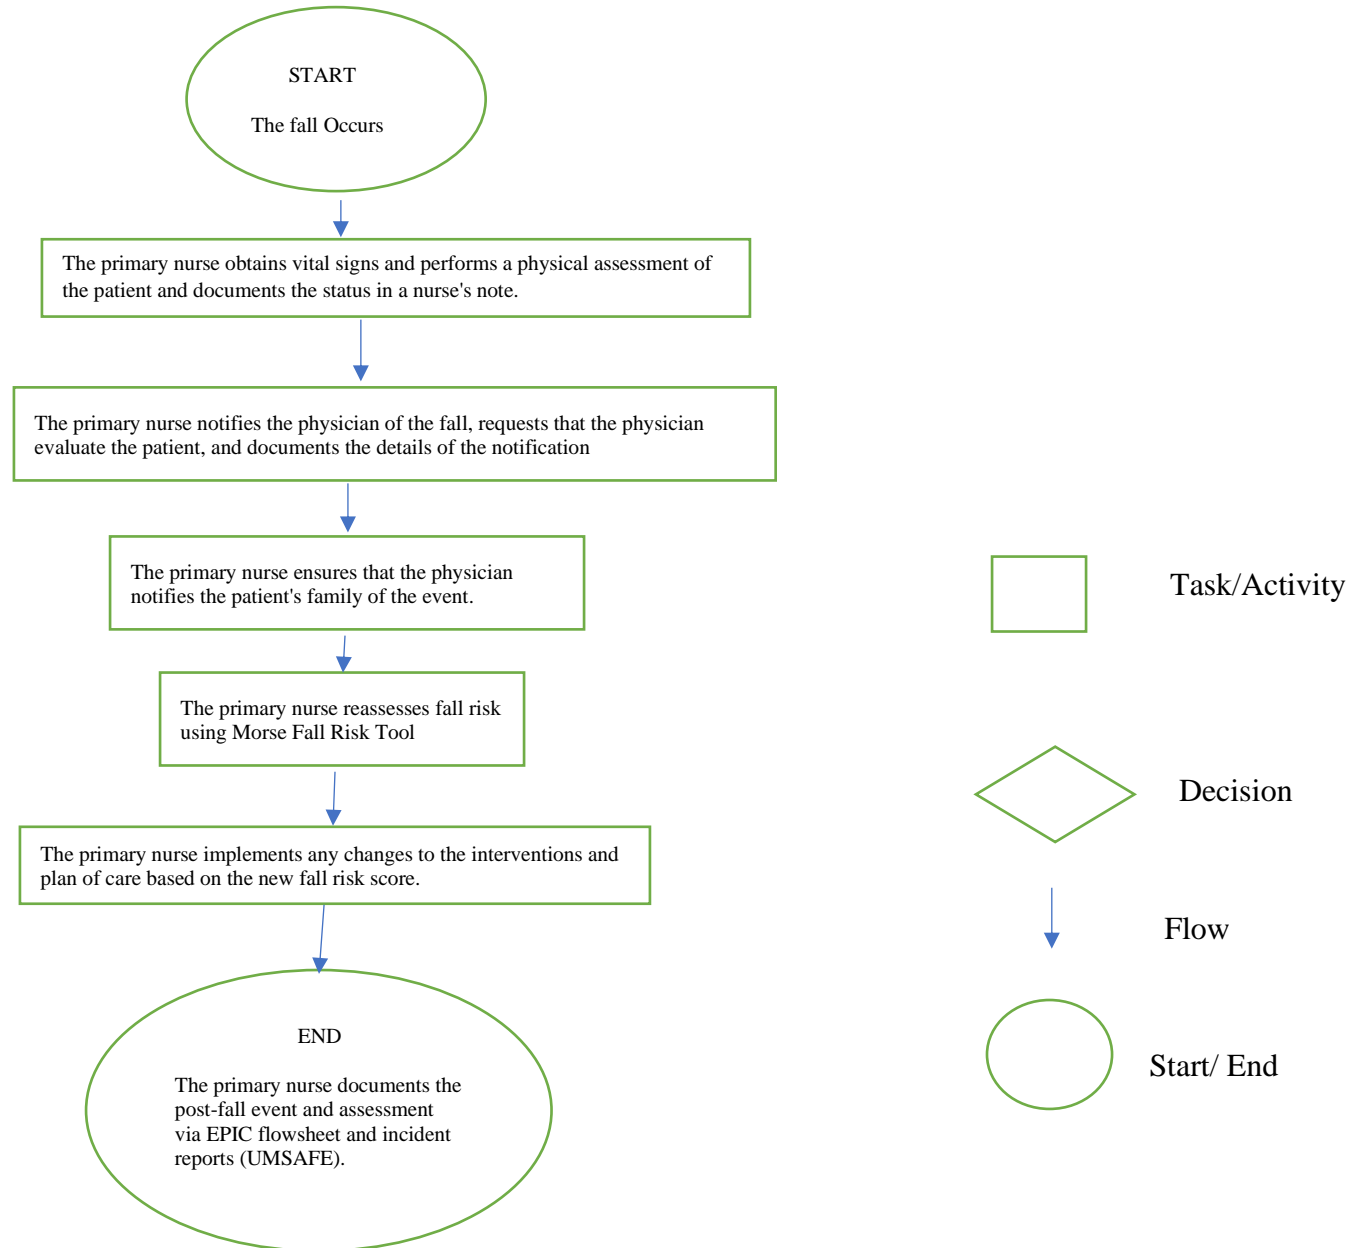 START
The fall Occurs
The primary nurse obtains vital signs and performs a physical assessment of
the patient and documents the status in a nurse's note.
The primary nurse notifies the physician of the fall, requests that the physician
evaluate the patient, and documents the details of the notification
The primary nurse ensures that the physician
notifies the patient's family of the event.
The primary nurse reassesses fall risk
using Morse Fall Risk Tool
The primary nurse implements any changes to the interventions and
plan of care based on the new fall risk score.
END
The primary nurse documents the
post-fall event and assessment
via EPIC flowsheet and incident
reports (UMSAFE).
Task/Activity
Decision
Flow
Start/ End